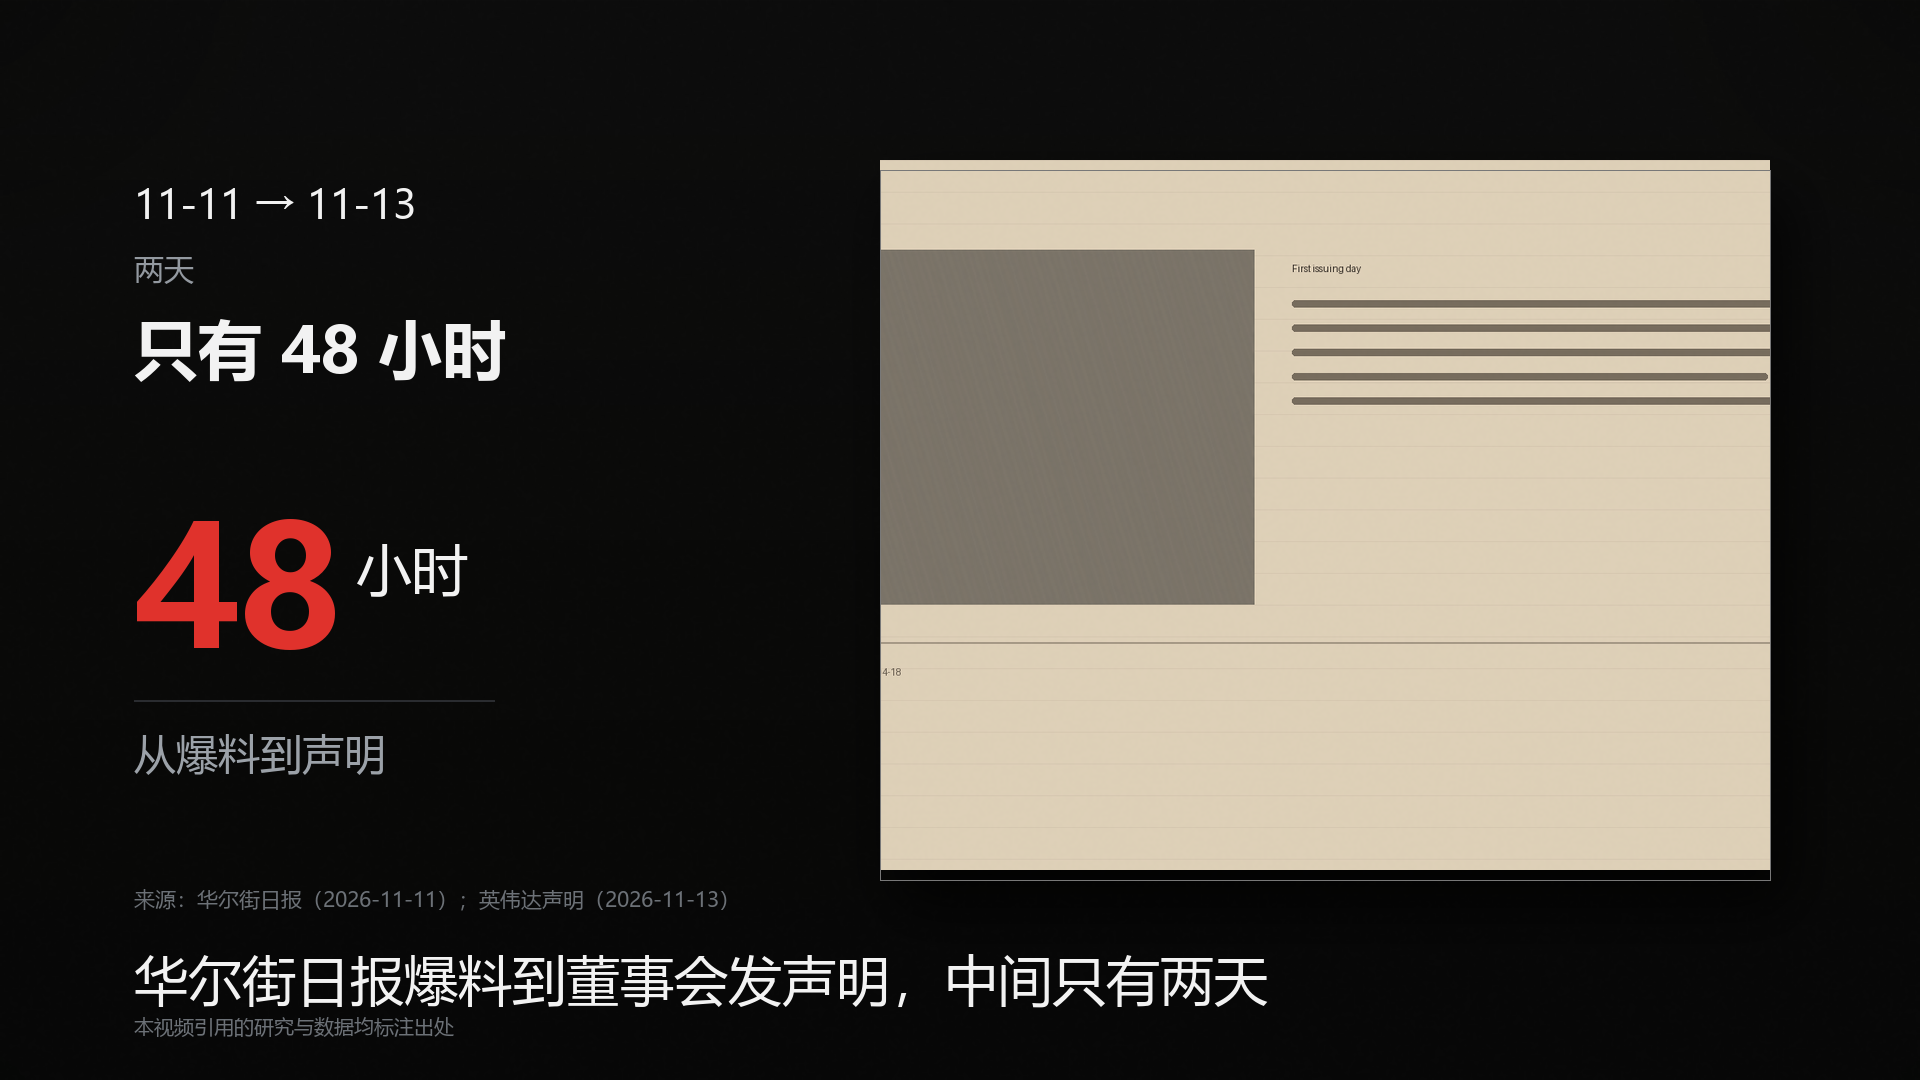 11-11 → 11-13
两天
只有 48 小时
48 小时
从爆料到声明
First issuing day
4-18
来源：华尔街日报（2026-11-11）；英伟达声明（2026-11-13）
华尔街日报爆料到董事会发声明，中间只有两天
本视频引用的研究与数据均标注出处